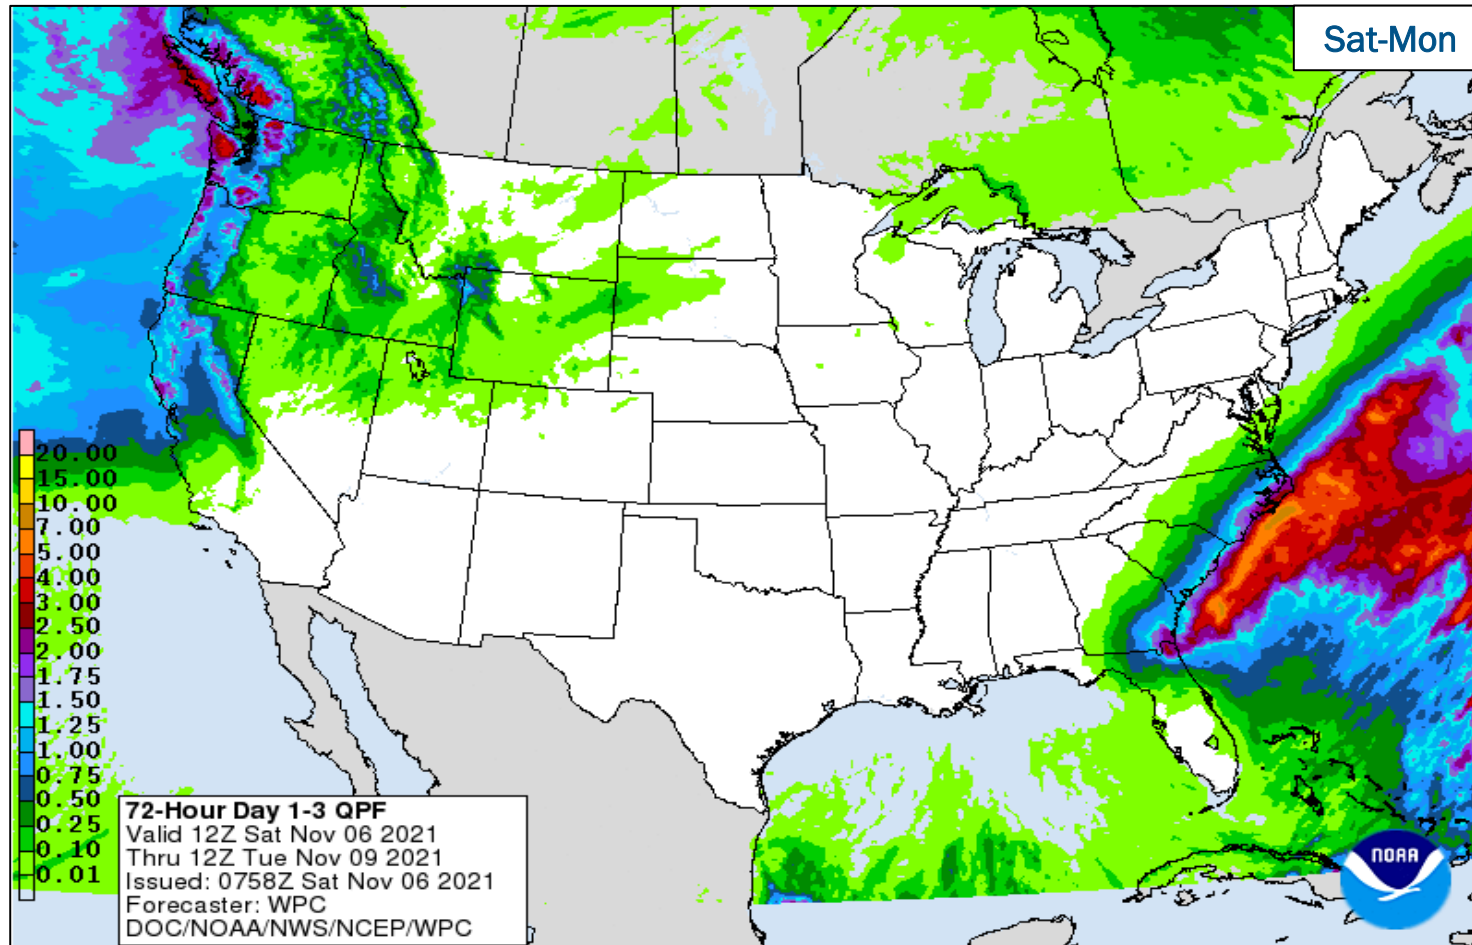 Sat-Mon
20.00
15.00
10.00
7.00
5.00
4.00
3.00
2.50
2.00
1.75
1.50
1.25
1.00
0.75
0.50
0.25
0.10
0.01
72-Hour Day 1-3 QPF
Valid 12Z Sat Nov 06 2021
Thru 12Z Tue Nov 09 2021
Issued: 0758Z Sat Nov 06 2021
Forecaster: WPC
DOC/NOAA/NWS/NCEP/WPC
NOAA